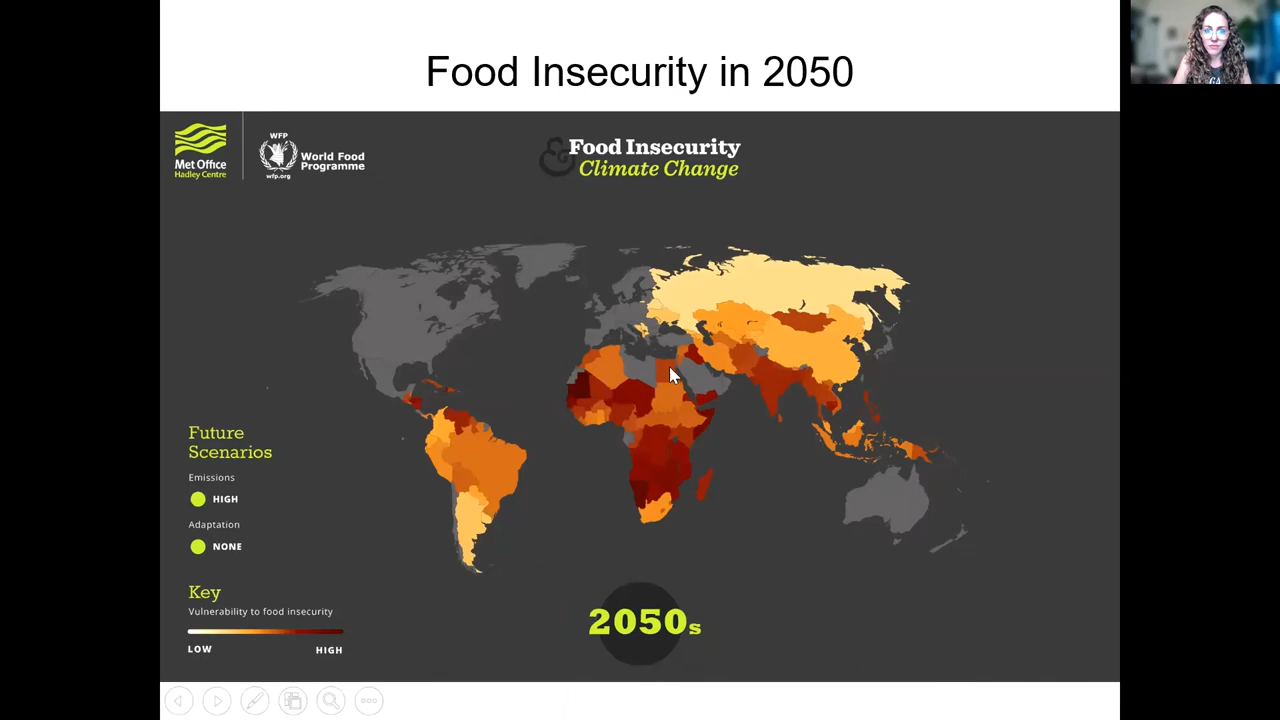 Food Insecurity in 2050
Met Office
Hadley Centre
WFP
wfp.org
World Food
Programme
&
Food Insecurity
Climate Change
Future
Scenarios
Emissions
HIGH
Adaptation
NONE
Key
Vulnerability to food insecurity
LOW
HIGH
2050s